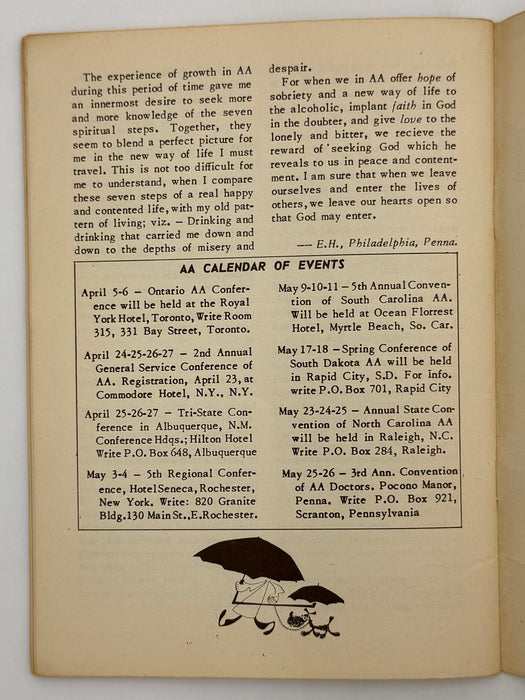 The experience of growth in AA
during this period of time gave me
an innermost desire to seek more
and more knowledge of the seven
spiritual steps. Together, they
seem to blend a perfect picture for
me in the new way of life I must
travel. This is not too difficult for
me to understand, when I compare
these seven steps of a real happy
and contented life, with my old pat-
tern of living; viz. – Drinking and
drinking that carried me down and
down to the depths of misery and
despair.
For when we in AA offer hope of
sobriety and a new way of life to
the alcoholic, implant faith in God
in the doubter, and give love to the
lonely and bitter, we recieve the
reward of seeking God which he
reveals to us in peace and content-
ment. I am sure that when we leave
ourselves and enter the lives of
others, we leave our hearts open so
that God may enter.
— E.H., Philadelphia, Penna.
AA CALENDAR OF EVENTS
April 5-6 – Ontario AA Confer-
ence will be held at the Royal
York Hotel, Toronto, Write Room
315, 331 Bay Street, Toronto.
April 24-25-26-27 – 2nd Annual
General Service Conference of
AA. Registration, April 23, at
Commodore Hotel, N.Y., N.Y.
April 25-26-27 – Tri-State Con-
ference in Albuquerque, N.M.
Conference Hdqs.; Hilton Hotel
Write P.O. Box 648, Albuquerque
May 3-4 – 5th Regional Confer-
ence, Hotel Seneca, Rochester,
New York. Write: 820 Granite
Bldg. 130 Main St., E. Rochester.
May 9-10-11 – 5th Annual Conven-
tion of South Carolina AA.
Will be held at Ocean Florrest
Hotel, Myrtle Beach, So. Car.
May 17-18 – Spring Conference of
South Dakota AA will be held
in Rapid City, S.D. For Info.
write P.O. Box 701, Rapid City
May 23-24-25 – Annual State Con-
vention of North Carolina AA
will be held in Raleigh, N.C.
Write P.O. Box 284, Raleigh.
May 25-26 – 3rd Ann. Convention
of AA Doctors. Pocono Manor,
Penna. Write P.O. Box 921,
Scranton, Pennsylvania